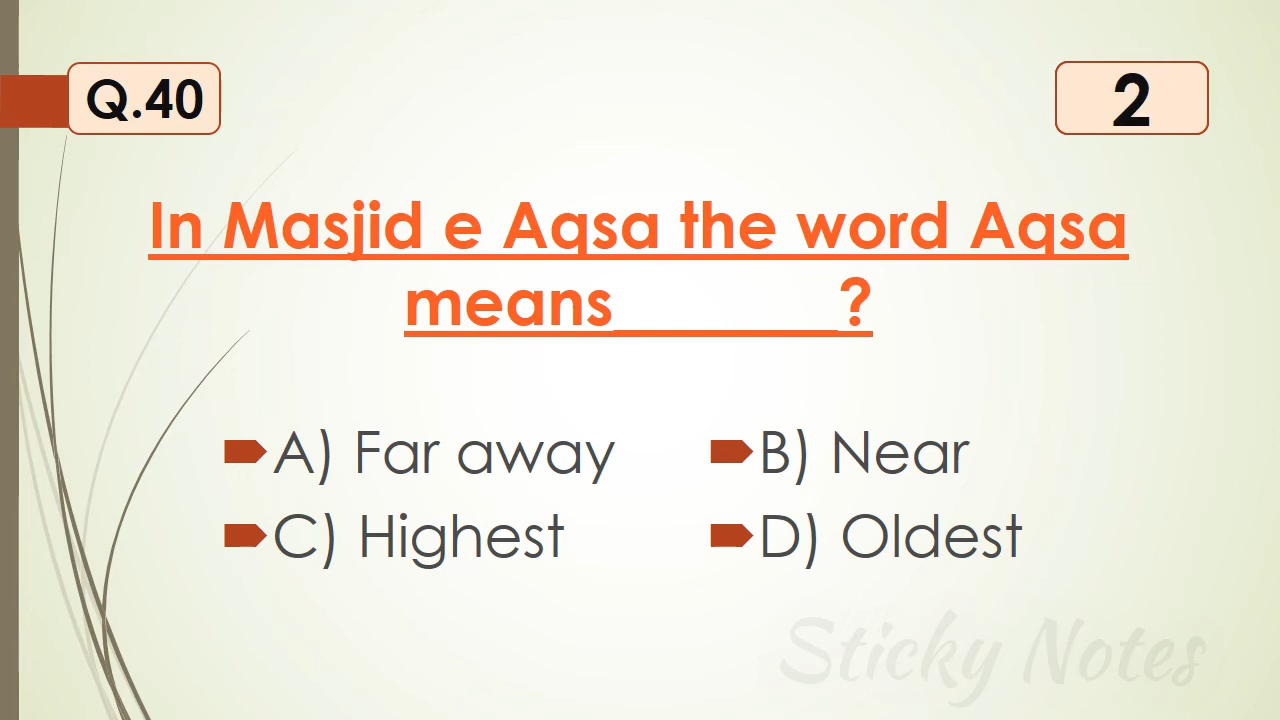 Q.40
2
In Masjid e Aqsa the word Aqsa
means_______?
A) Far away
B) Near
C) Highest
D) Oldest
Sticky Notes